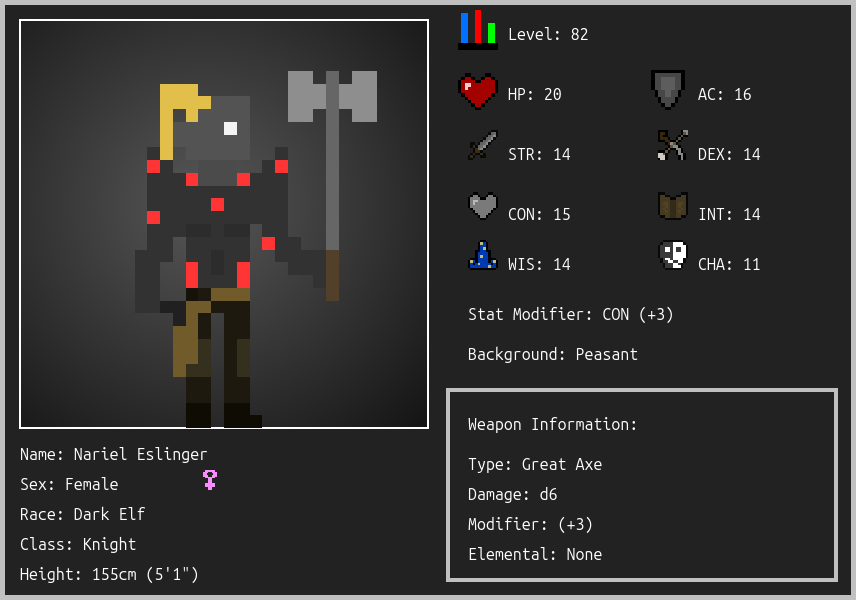 Level: 82
HP: 20
AC: 16
STR: 14
DEX: 14
CON: 15
INT: 14
WIS: 14
CHA: 11
Stat Modifier: CON (+3)
Background: Peasant
Weapon Information:
Type: Great Axe
Damage: d6
Modifier: (+3)
Elemental: None
Name: Nariel Eslinger
Sex: Female
Race: Dark Elf
Class: Knight
Height: 155cm (5'1")